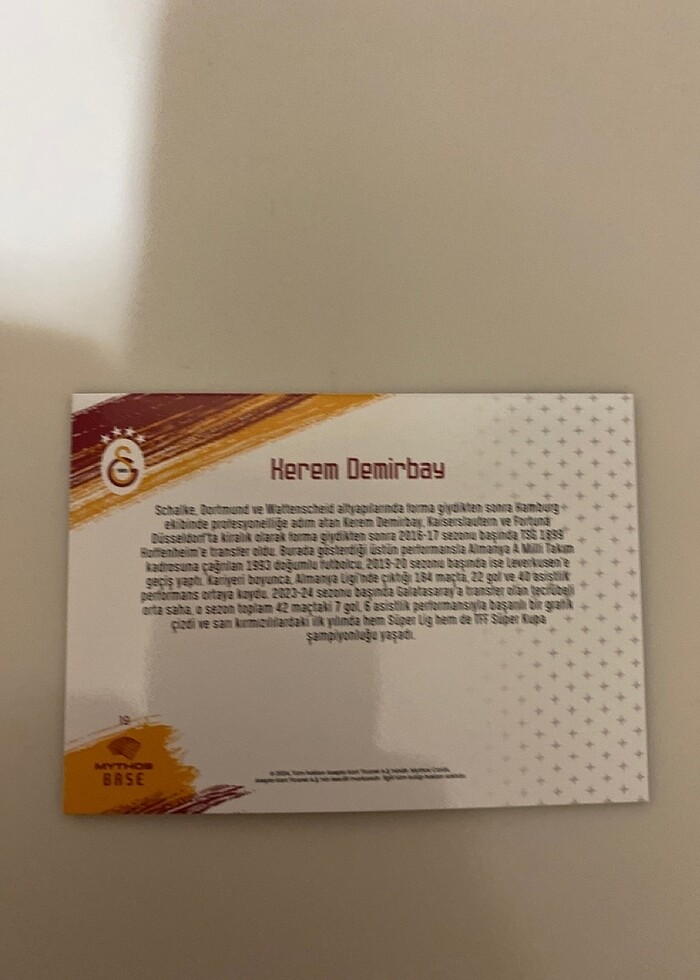 Kerem Demirbay
Schalke, Dortmund ve Wattenscheid altyapılarında forma giydikten sonra Hamburg
ekibinde profesyonelliğe adım atan Kerem Demirbay, Kaiserslautern ve Fortuna
Düsseldorf'ta kiralık olarak forma giydikten sonra 2016-17 sezonu başında TSG 1899
Hoffenheim'e transfer oldu. Burada gösterdiği üstün performansla Almanya A Milli Takım
kadrosuna çağrılan 1993 doğumlu futbolcu, 2019-20 sezonu başında ise Leverkusen'e
geçiş yaptı. Kariyeri boyunca, Almanya Ligi'nde çıktığı 184 maçta, 22 gol ve 40 asistlik
performans ortaya koydu. 2023-24 sezonu başında Galatasaray'a transfer olan tecrübeli
orta saha, o sezon toplam 42 maçtaki 7 gol, 6 asistlik performansıyla başarılı bir grafik
çizdi ve sarı kırmızılılardaki ilk yılında hem Süper Lig hem de TFF Süper Kupa
şampiyonluğu yaşadı.
19
MYTHOS
BASE